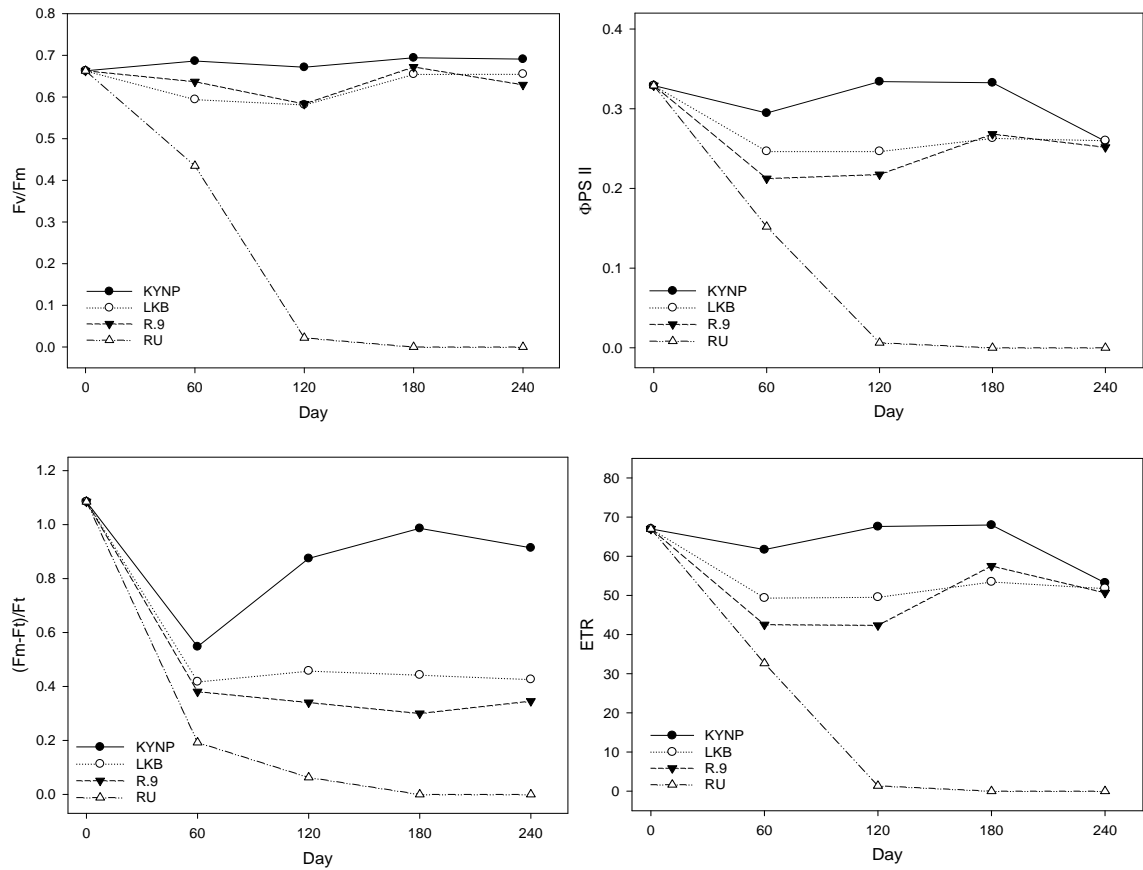 0.8
0.7
0.6
0.5
0.4
0.3
0.2
0.1
0.0
Fv/Fm
KYNP
LKB
R.9
RU
0 60 120 180 240
Day
0.4
0.3
0.2
0.1
0.0
ΦPS II
KYNP
LKB
R.9
RU
0 60 120 180 240
Day
1.2
1.0
0.8
0.6
0.4
0.2
0.0
(Fm-Ft)/Ft
KYNP
LKB
R.9
RU
0 60 120 180 240
Day
80
70
60
50
40
30
20
10
0
ETR
KYNP
LKB
R.9
RU
0 60 120 180 240
Day